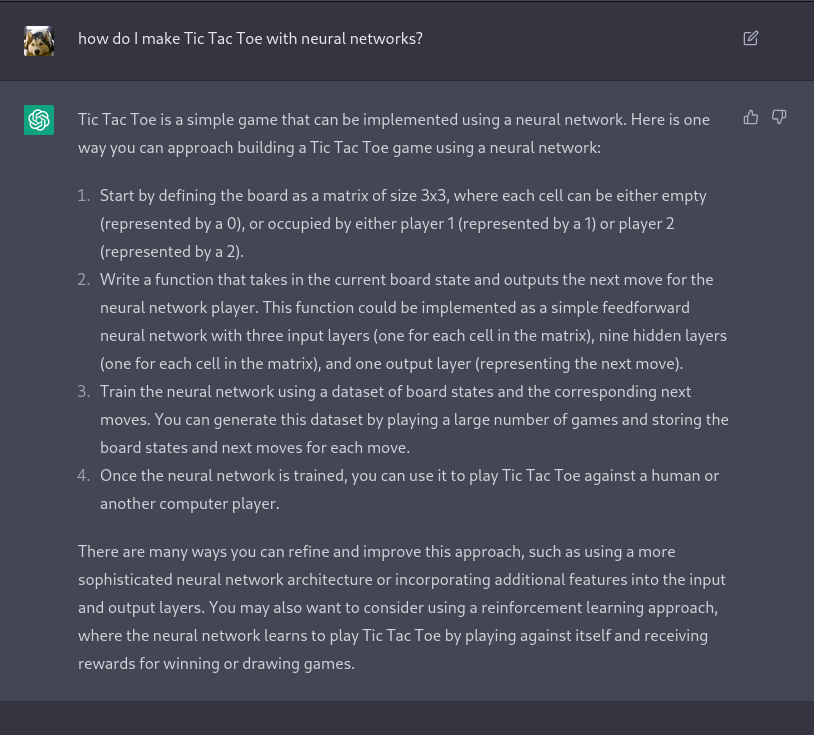 how do I make Tic Tac Toe with neural networks?
Tic Tac Toe is a simple game that can be implemented using a neural network. Here is one
way you can approach building a Tic Tac Toe game using a neural network:
1. Start by defining the board as a matrix of size 3x3, where each cell can be either empty
(represented by a 0), or occupied by either player 1 (represented by a 1) or player 2
(represented by a 2).
2. Write a function that takes in the current board state and outputs the next move for the
neural network player. This function could be implemented as a simple feedforward
neural network with three input layers (one for each cell in the matrix), nine hidden layers
(one for each cell in the matrix), and one output layer (representing the next move).
3. Train the neural network using a dataset of board states and the corresponding next
moves. You can generate this dataset by playing a large number of games and storing the
board states and next moves for each move.
4. Once the neural network is trained, you can use it to play Tic Tac Toe against a human or
another computer player.
There are many ways you can refine and improve this approach, such as using a more
sophisticated neural network architecture or incorporating additional features into the input
and output layers. You may also want to consider using a reinforcement learning approach,
where the neural network learns to play Tic Tac Toe by playing against itself and receiving
rewards for winning or drawing games.